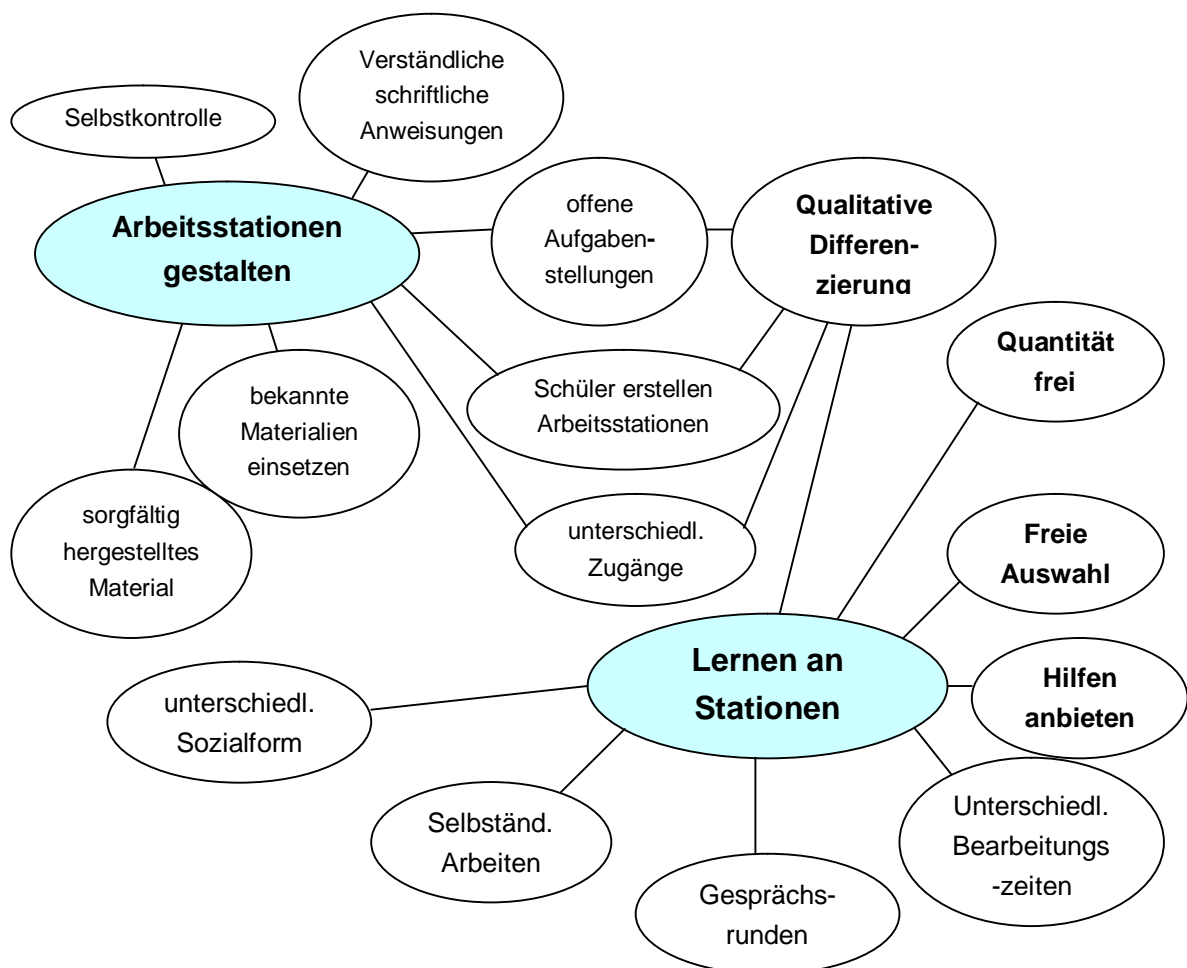 Verständliche
schriftliche
Anweisungen
Selbstkontrolle
Arbeitsstationen
gestalten
offene
Aufgaben-
stellungen
Qualitative
Differen-
zierung
Quantität
frei
bekannte
Materialien
einsetzen
Schüler erstellen
Arbeitsstationen
sorgfältig
hergestelltes
Material
unterschiedl.
Zugänge
Freie
Auswahl
Lernen an
Stationen
Hilfen
anbieten
unterschiedl.
Sozialform
Selbständ.
Arbeiten
Gesprächs-
runden
Unterschiedl.
Bearbeitungs
-zeiten